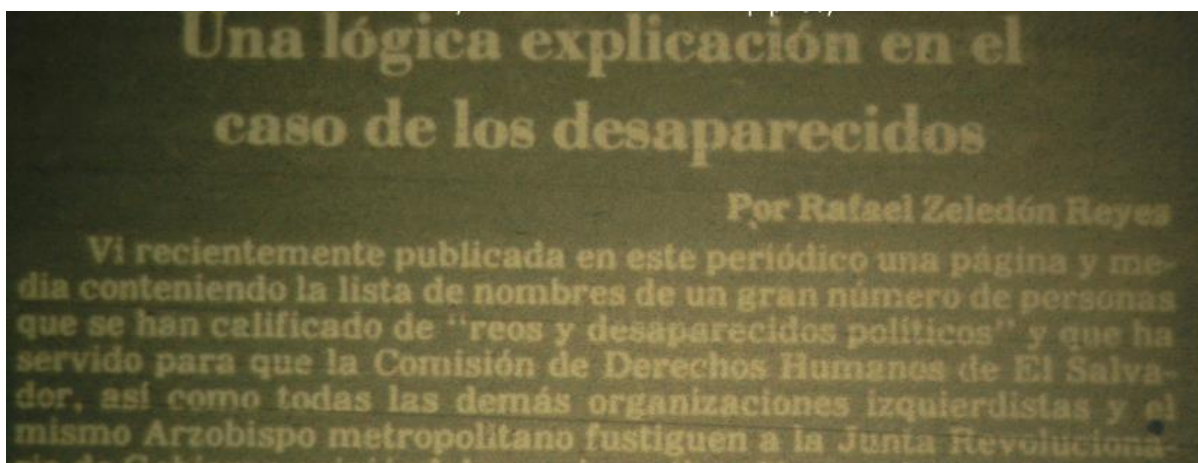 Una lógica explicación en el
caso de los desaparecidos
Por Rafael Zeledón Reyes
Vi recientemente publicada en este periódico una página y me-
dia conteniendo la lista de nombres de un gran número de personas
que se han calificado de "reos y desaparecidos políticos" y que ha
servido para que la Comisión de Derechos Humanos de El Salva-
dor, así como todas las demás organizaciones izquierdistas y el
mismo Arzobispo metropolitano fustiguen a la Junta Revoluciona-